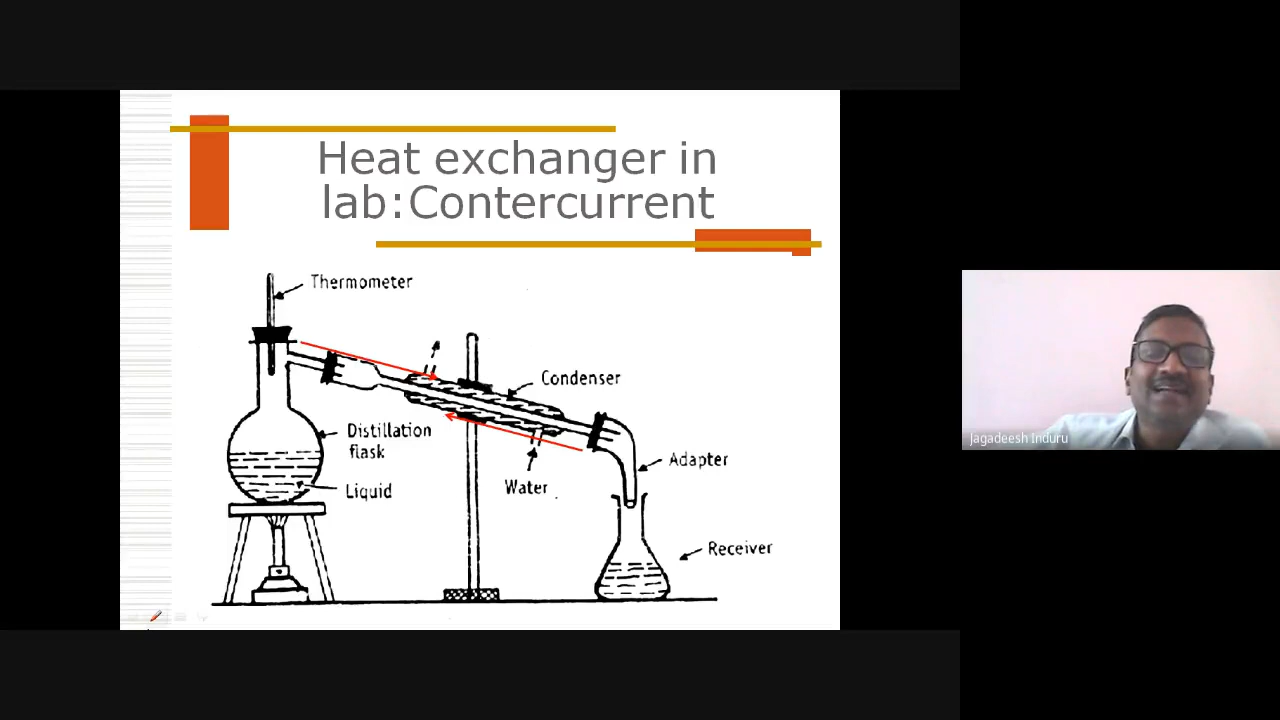 Heat exchanger in
lab:Contercurrent
Thermometer
Condenser
Distillation
flask
Liquid
Water
Adapter
Receiver
Jagadeesh Induru